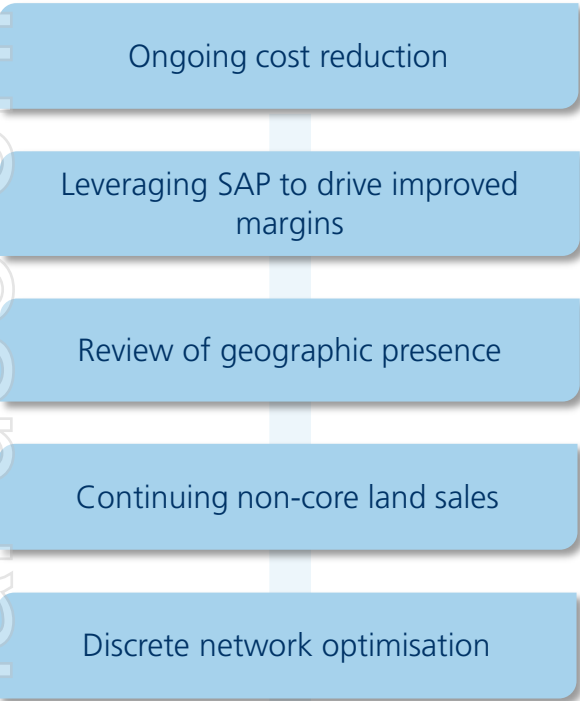 Ongoing cost reduction
Leveraging SAP to drive improved
margins
Review of geographic presence
Continuing non-core land sales
Discrete network optimisation